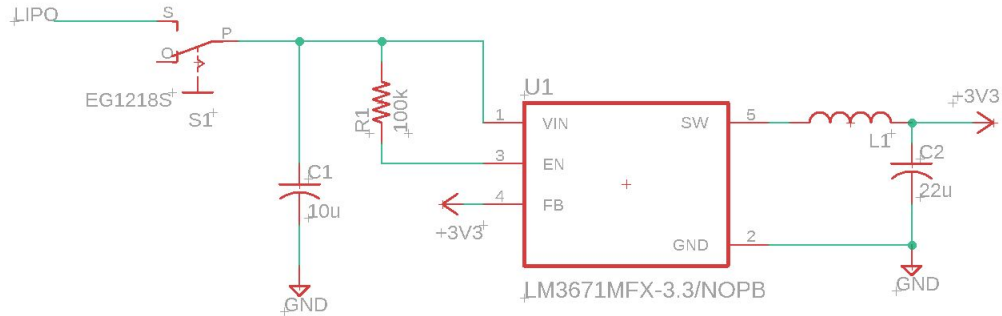 LIPO
S
P
O
EG1218S
S1
R1
100k
C1
10u
GND
U1
1
VIN
3
EN
4
FB
+3V3
SW
5
GND
2
LM3671MFX-3.3/NOPB
L1
+3V3
C2
22u
GND